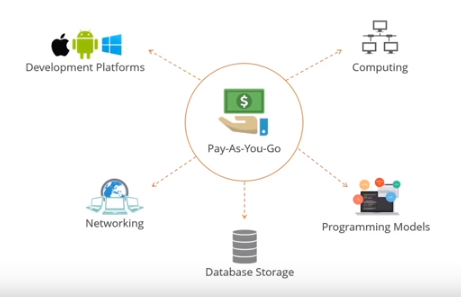 Development Platforms
Computing
Pay-As-You-Go
Networking
Programming Models
Database Storage